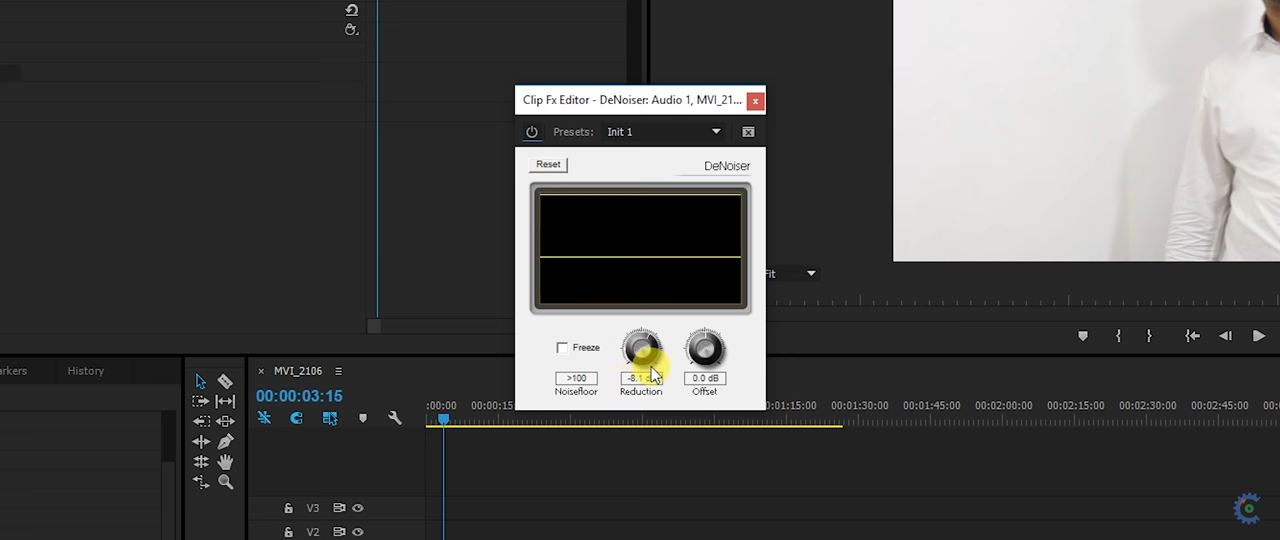 Clip Fx Editor - DeNoiser: Audio 1, MVI_21...
x
Presets: Init 1
Reset
DeNoiser
Fit
Freeze
>100
0.0 dB
Noisefloor
Reduction
Offset
arkers
History
× MVI_2106
00:00:03:15
:00:00
00:00:15
00:01:15:00
00:01:30:00
00:01:45:00
00:02:00:00
00:02:15:00
00:02:30:00
00:02:45:00
V3
V2